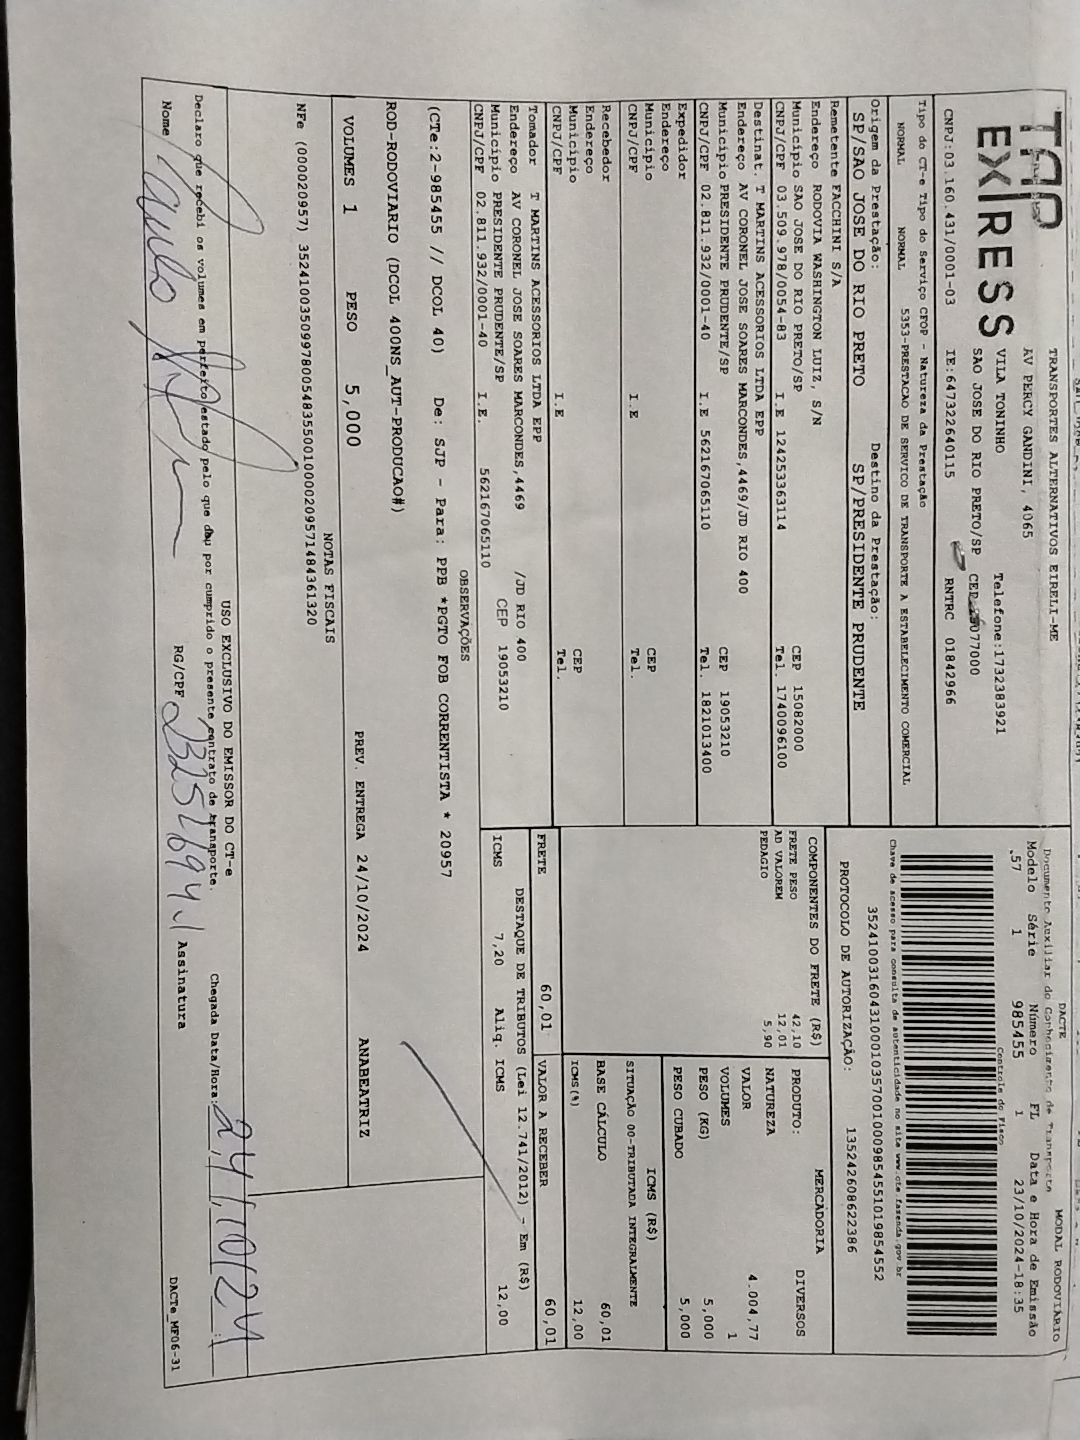 TRANSPORTES ALTERNATIVOS EIRELI-ME
TAP
EX|RESS
AV PERCY GANDINI, 4065
VILA TONINHO
Telefone:1732383921
SAO JOSE DO RIO PRETO/SP
CNPJ:03.160.431/0001-03
IE:647322640115
RNTRC 01842966
DACTE
MODAL RODOVIÁRIO
Documento Auxiliar do Conhecimento de Transporte
Modelo Série Número FL Data e Hora de Emissão
57 1 985455 1 23/10/2024-18:35
Controle do Fisco
Chave de acesso para consulta de autenticidade no site www.cte.fazenda.gov.br
PROTOCOLO DE AUTORIZAÇÃO: 135242608622386
Tipo do CT-e Tipo do Serviço CFOP - Natureza da Prestação
NORMAL NORMAL 5353-PRESTACAO DE SERVICO DE TRANSPORTE A ESTABELECIMENTO COMERCIAL
Origem da Prestação: Destino da Prestação:
SP/SAO JOSE DO RIO PRETO SP/PRESIDENTE PRUDENTE
Remetente FACCHINI S/A
Endereço RODOVIA WASHINGTON LUIZ, S/N
Município SAO JOSE DO RIO PRETO/SP CEP 15082000
CNPJ/CPF 03.509.978/0054-83 I.E 124253363114 Tel. 1740096100
Destinat. T MARTINS ACESSORIOS LTDA EPP
Endereço AV CORONEL JOSE SOARES MARCONDES,4469/JD RIO 400
Município PRESIDENTE PRUDENTE/SP CEP 19053210
CNPJ/CPF 02.811.932/0001-40 I.E 562167065110 Tel. 1821013400
Expedidor
Endereço
Município CEP
CNPJ/CPF I.E Tel.
Recebedor
Endereço
Município CEP
CNPJ/CPF I.E Tel.
Tomador T MARTINS ACESSORIOS LTDA EPP
Endereço AV CORONEL JOSE SOARES MARCONDES,4469 /JD RIO 400
Município PRESIDENTE PRUDENTE/SP CEP 19053210
CNPJ/CPF 02.811.932/0001-40 I.E. 562167065110
COMPONENTES DO FRETE (R$)
FRETE PESO 42,10
AD VALOREM 12,01
PEDAGIO 5,90
MERCADORIA
PRODUTO: DIVERSOS
NATUREZA
VALOR 4.004,77
VOLUMES 1
PESO (KG) 5,000
PESO CUBADO 5,000
ICMS (R$)
SITUAÇÃO 00-TRIBUTADA INTEGRALMENTE
BASE CÁLCULO 60,01
ICMS(%) 12,00
FRETE 60,01 VALOR A RECEBER 60,01
DESTAQUE DE TRIBUTOS (Lei 12.741/2012) - Em (R$)
ICMS 7,20 Aliq. ICMS 12,00
OBSERVAÇÕES
(CTe:2-985455 // DCOL 40) De: SJP - Para: PPB *PGTO FOB CORRENTISTA * 20957
ROD-RODOVIARIO (DCOL 400NS_AUT-PRODUCAO#)
VOLUMES 1 PESO 5,000 PREV. ENTREGA 24/10/2024 ANABEATRIZ
NOTAS FISCAIS
NFe (000020957) 35241003509978005483550010000209571484361320
USO EXCLUSIVO DO EMISSOR DO CT-e
Declaro que recebi os volumes em perfeito estado pelo que dou por cumprido o presente contrato de transporte.
Chegada Data/Hora: 24/10/24
Nome RG/CPF Assinatura
DACTe_MF06-31